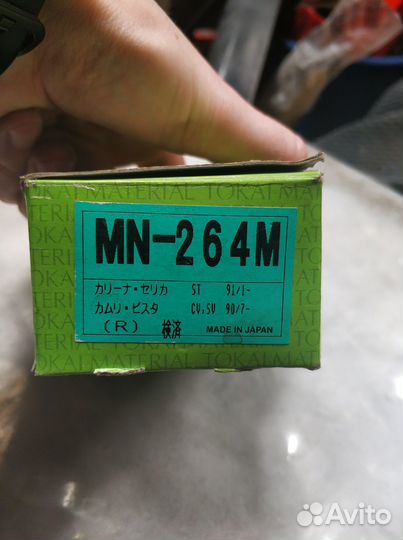 MATERIAL TOKAI MA
MN-264M
カリーナ・セリカ ST 91/1-
カムリ・ビスタ CV,SV 90/7-
(R) 検済 MADE IN JAPAN
Avito